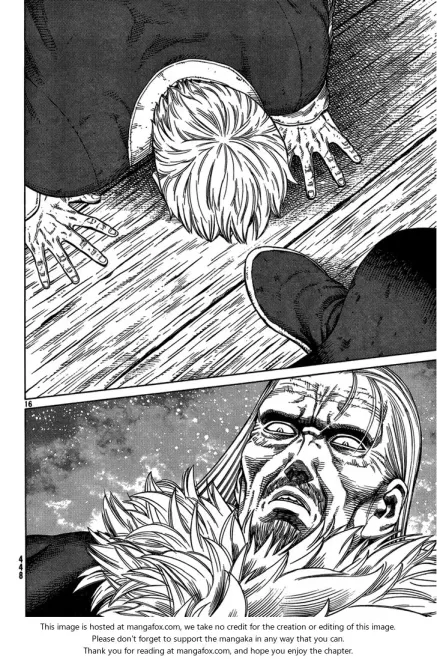 16
448
This image is hosted at mangafox.com, we take no credit for the creation or editing of this image.
Please don't forget to support the mangaka in any way that you can.
Thank you for reading at mangafox.com, and hope you enjoy the chapter.